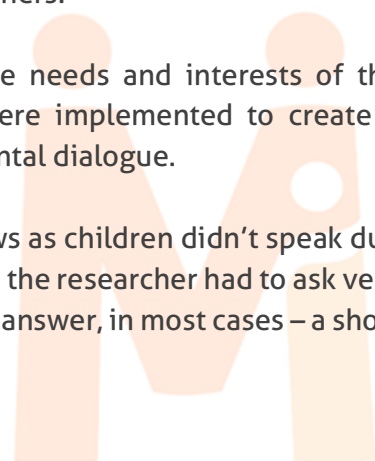 e needs and interests of th
ere implemented to create
ntal dialogue.
ws as children didn't speak du
the researcher had to ask ve
answer, in most cases – a sho